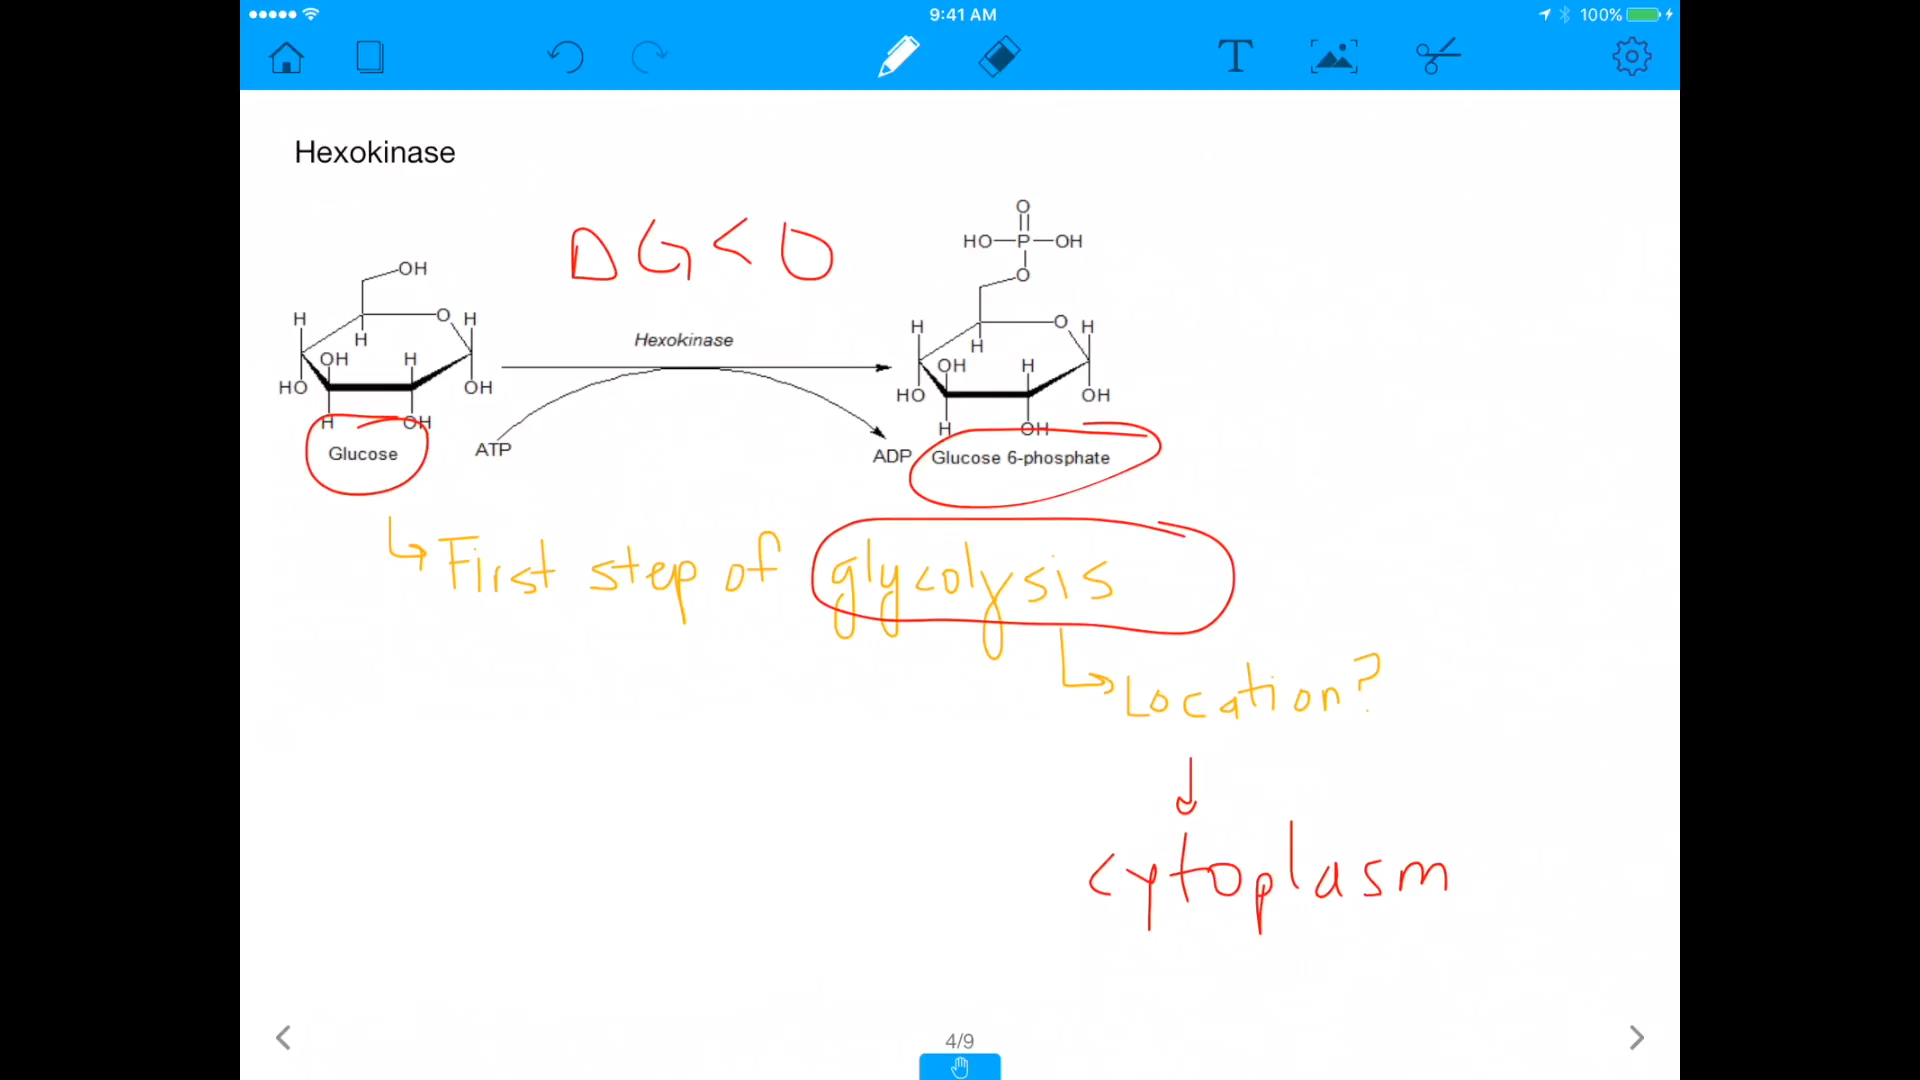 9:41 AM
100%
T
Hexokinase
ΔG<0
O
HO P OH
O
OH
H O H
H
OH H
HO OH
H OH
Glucose
Hexokinase
ATP
ADP
H O H
H
OH H
HO OH
H OH
Glucose 6-phosphate
First step of glycolysis
Location?
cytoplasm
4/9